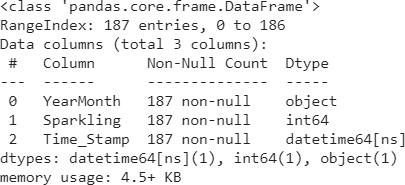 <class 'pandas.core.frame.DataFrame'>
RangeIndex: 187 entries, 0 to 186
Data columns (total 3 columns):
 #   Column      Non-Null Count  Dtype
---  ------      --------------  -----
 0   YearMonth   187 non-null    object
 1   Sparkling   187 non-null    int64
 2   Time_Stamp  187 non-null    datetime64[ns]
dtypes: datetime64[ns](1), int64(1), object(1)
memory usage: 4.5+ KB